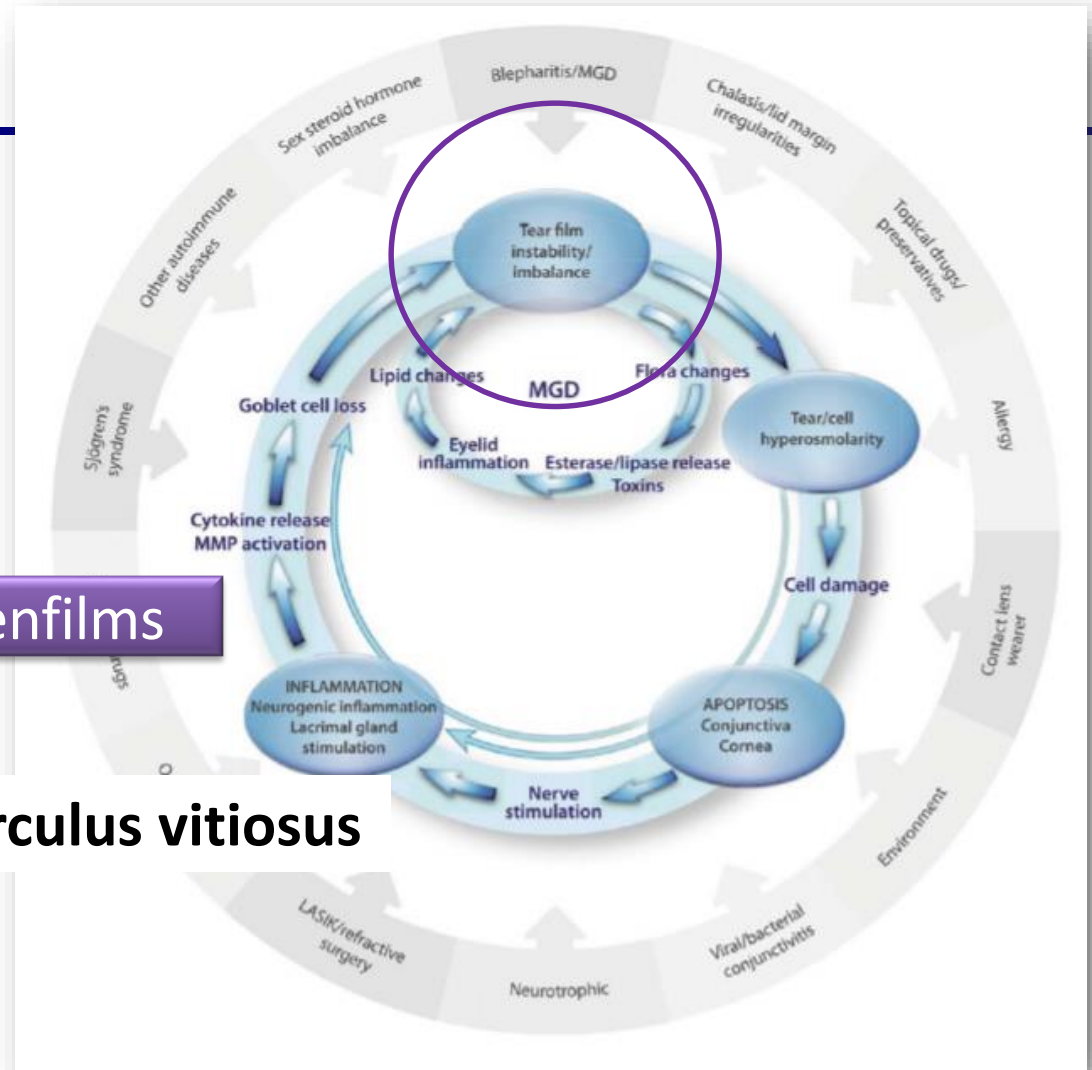 Blepharitis/MGD
Chalasis/lid margin
irregularities
Topical drugs/
preservatives
Allergy
Contact lens
wearer
Environment
Viral/bacterial
conjunctivitis
Neurotrophic
LASIK/refractive
surgery
Sjögren's
syndrome
Other autoimmune
diseases
Sex steroid hormone
imbalance
Tear film
instability/
imbalance
Lipid changes
MGD
Flora changes
Goblet cell loss
Tear/cell
hyperosmolarity
Eyelid
inflammation
Esterase/lipase release
Toxins
Cytokine release
MMP activation
Cell damage
enfilms
INFLAMMATION
Neurogenic inflammation
Lacrimal gland
stimulation
APOPTOSIS
Conjunctiva
Cornea
Nerve
stimulation
rculus vitiosus